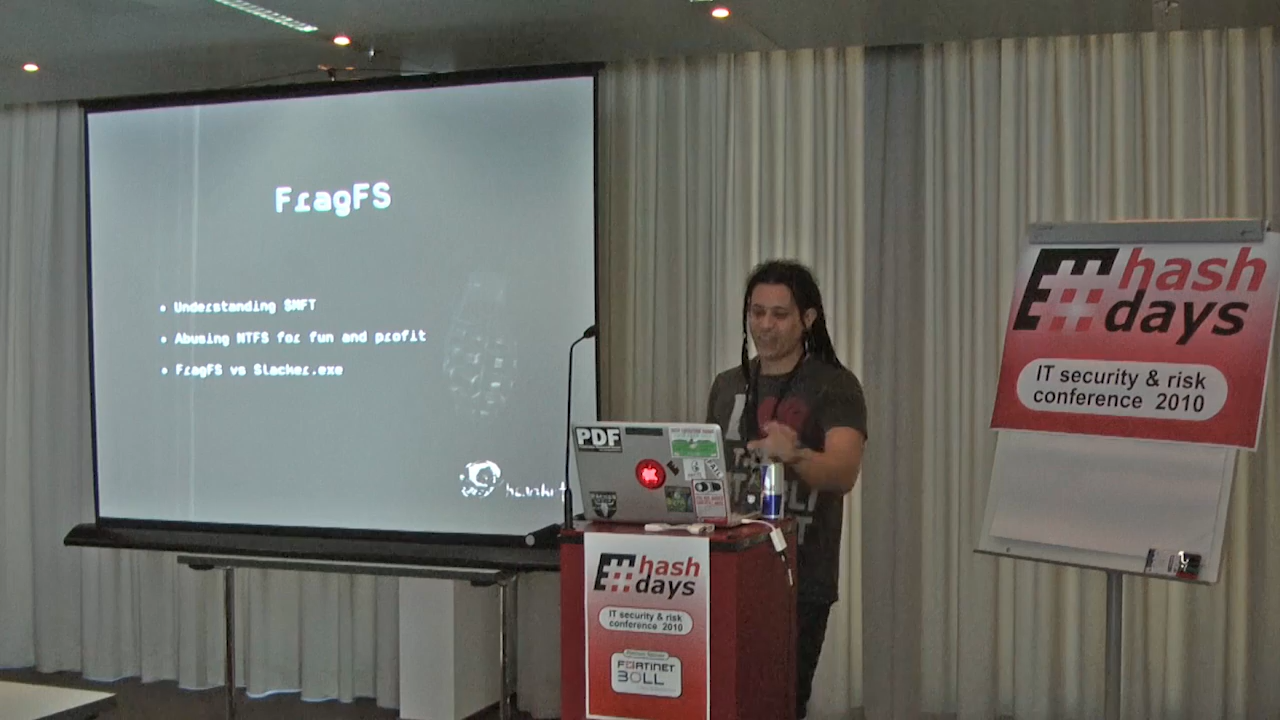 FragFS
• Understanding $MFT
• Abusing NTFS for fun and profit
• FragFS vs Slacker.exe
hash
days
IT security & risk
conference 2010
PDF
hash
days
IT security & risk
conference 2010
FORTINET
BOLL